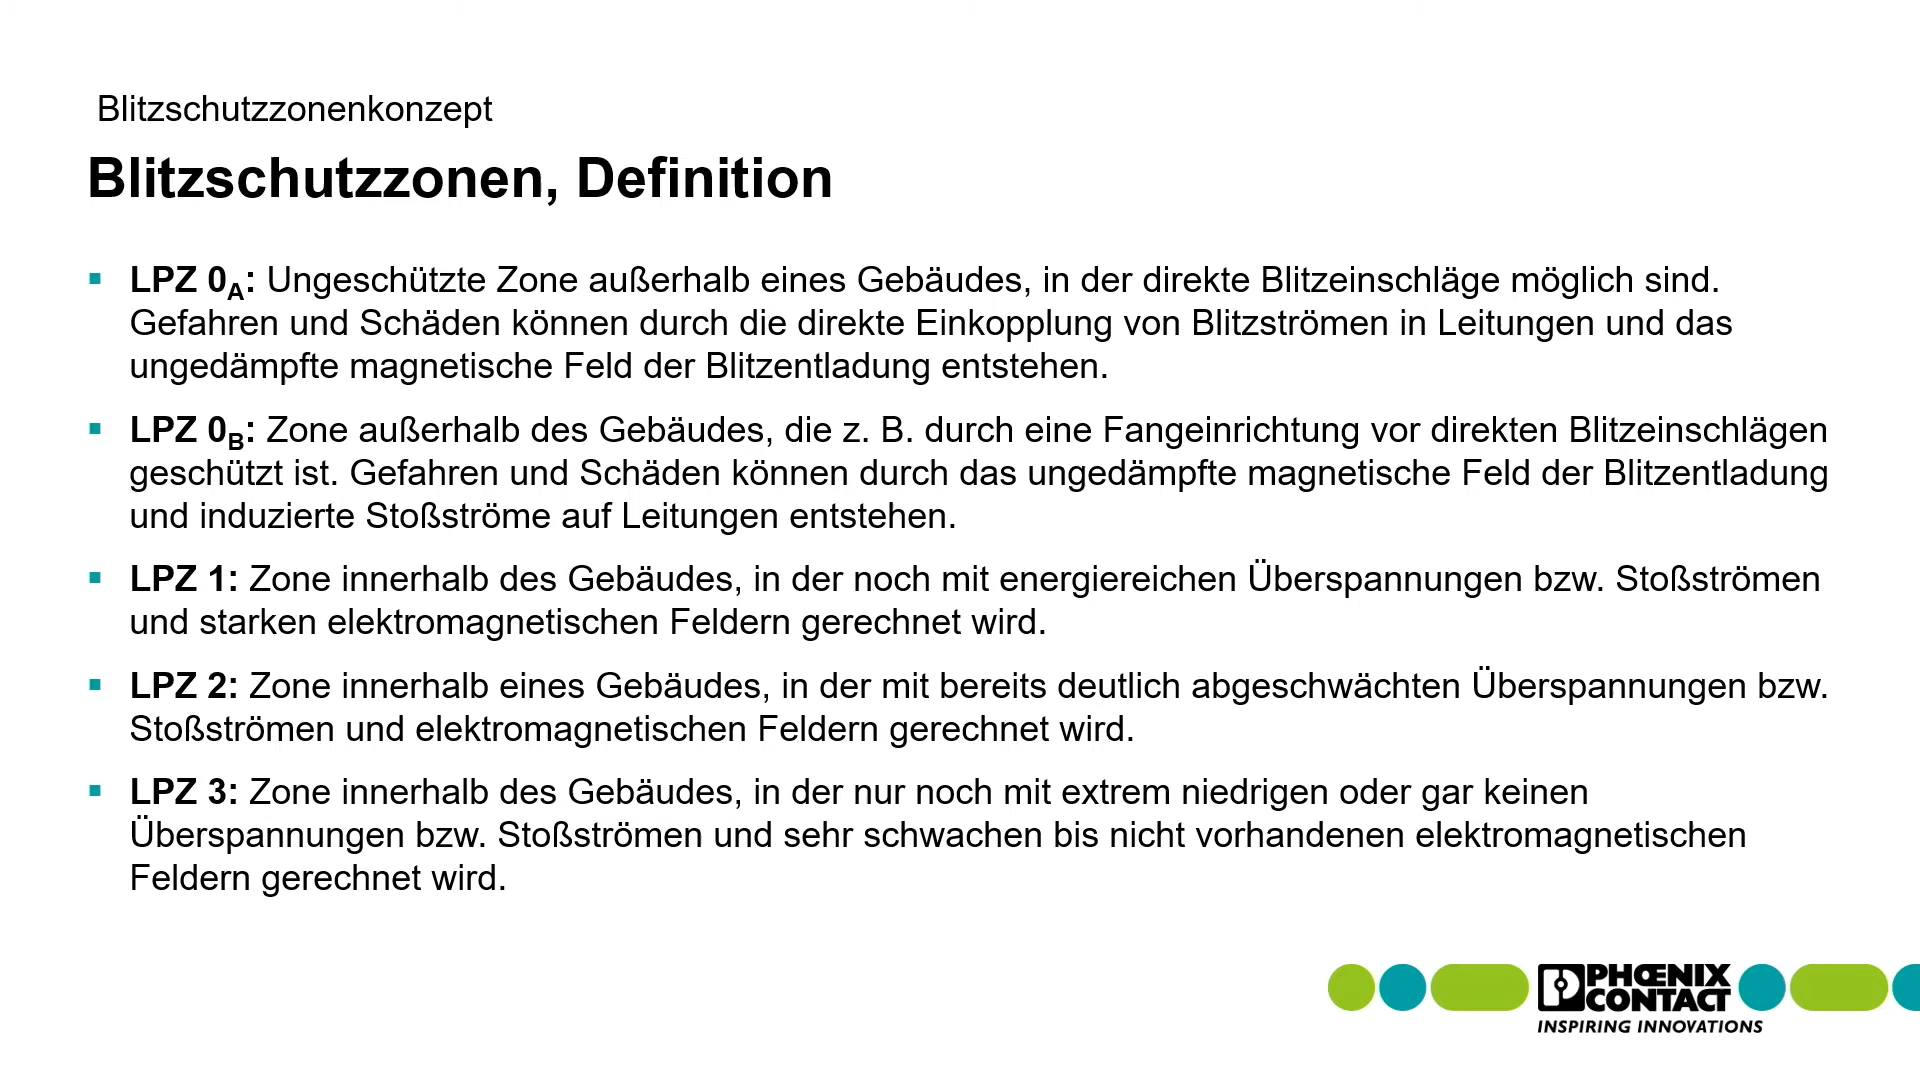 Blitzschutzzonenkonzept
Blitzschutzzonen, Definition
▪ LPZ 0A: Ungeschützte Zone außerhalb eines Gebäudes, in der direkte Blitzeinschläge möglich sind.
Gefahren und Schäden können durch die direkte Einkopplung von Blitzströmen in Leitungen und das
ungedämpfte magnetische Feld der Blitzentladung entstehen.
▪ LPZ 0B: Zone außerhalb des Gebäudes, die z. B. durch eine Fangeinrichtung vor direkten Blitzeinschlägen
geschützt ist. Gefahren und Schäden können durch das ungedämpfte magnetische Feld der Blitzentladung
und induzierte Stoßströme auf Leitungen entstehen.
▪ LPZ 1: Zone innerhalb des Gebäudes, in der noch mit energiereichen Überspannungen bzw. Stoßströmen
und starken elektromagnetischen Feldern gerechnet wird.
▪ LPZ 2: Zone innerhalb eines Gebäudes, in der mit bereits deutlich abgeschwächten Überspannungen bzw.
Stoßströmen und elektromagnetischen Feldern gerechnet wird.
▪ LPZ 3: Zone innerhalb des Gebäudes, in der nur noch mit extrem niedrigen oder gar keinen
Überspannungen bzw. Stoßströmen und sehr schwachen bis nicht vorhandenen elektromagnetischen
Feldern gerechnet wird.
PHŒNIX
CONTACT
INSPIRING INNOVATIONS